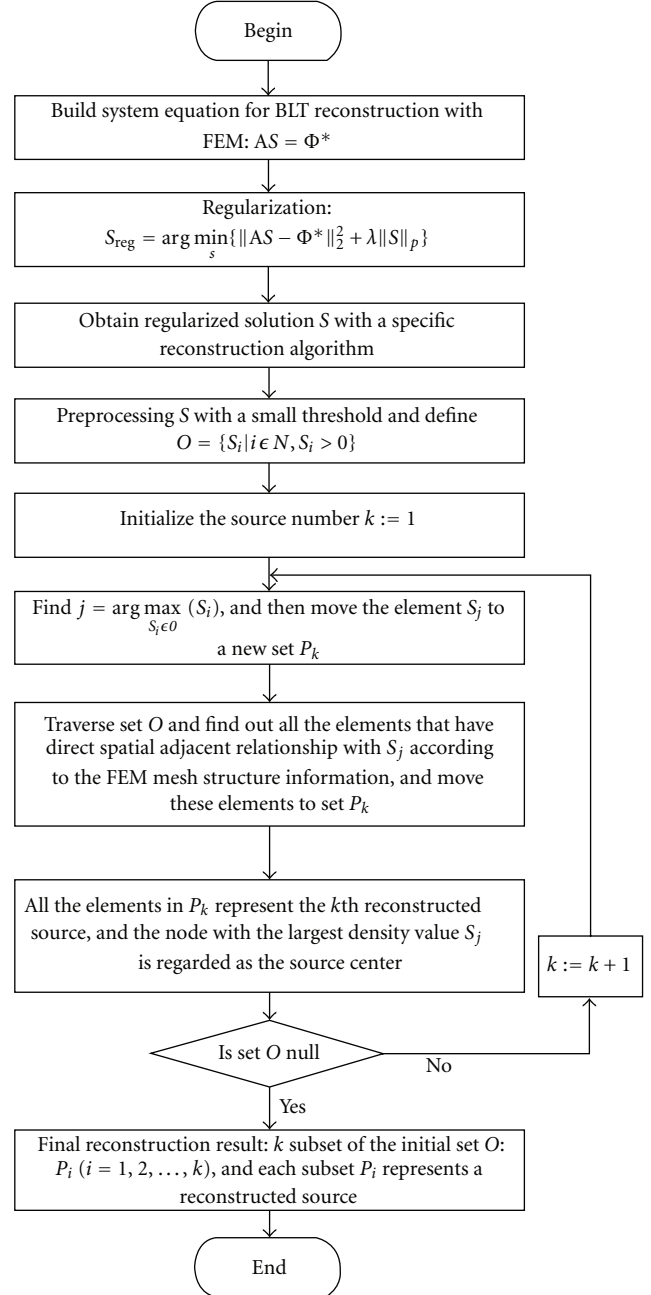 Begin
Build system equation for BLT reconstruction with
FEM: AS = Φ*
Regularization:
S_reg = arg min_s{‖AS − Φ*‖₂² + λ‖S‖_p}
Obtain regularized solution S with a specific
reconstruction algorithm
Preprocessing S with a small threshold and define
O = {S_i|i ϵ N, S_i > 0}
Initialize the source number k := 1
Find j = arg max_{S_i ϵ 0} (S_i), and then move the element S_j to
a new set P_k
Traverse set O and find out all the elements that have
direct spatial adjacent relationship with S_j according
to the FEM mesh structure information, and move
these elements to set P_k
All the elements in P_k represent the kth reconstructed
source, and the node with the largest density value S_j
is regarded as the source center
k := k + 1
Is set O null
No
Yes
Final reconstruction result: k subset of the initial set O:
P_i (i = 1, 2, . . . , k), and each subset P_i represents a
reconstructed source
End